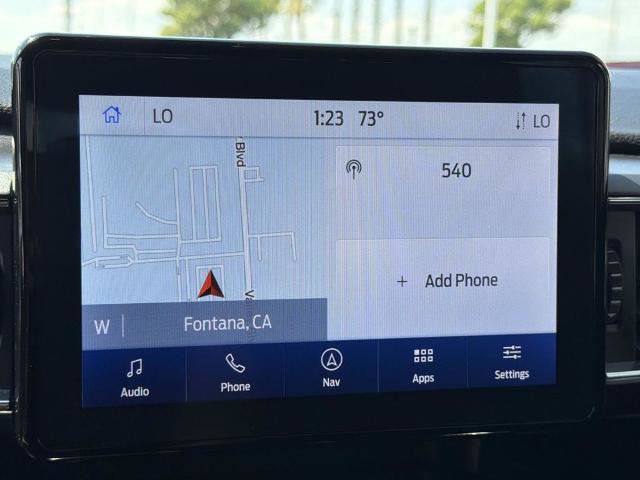 LO 1:23 73° LO
Blvd
540
+ Add Phone
W Fontana, CA
Audio Phone Nav Apps Settings